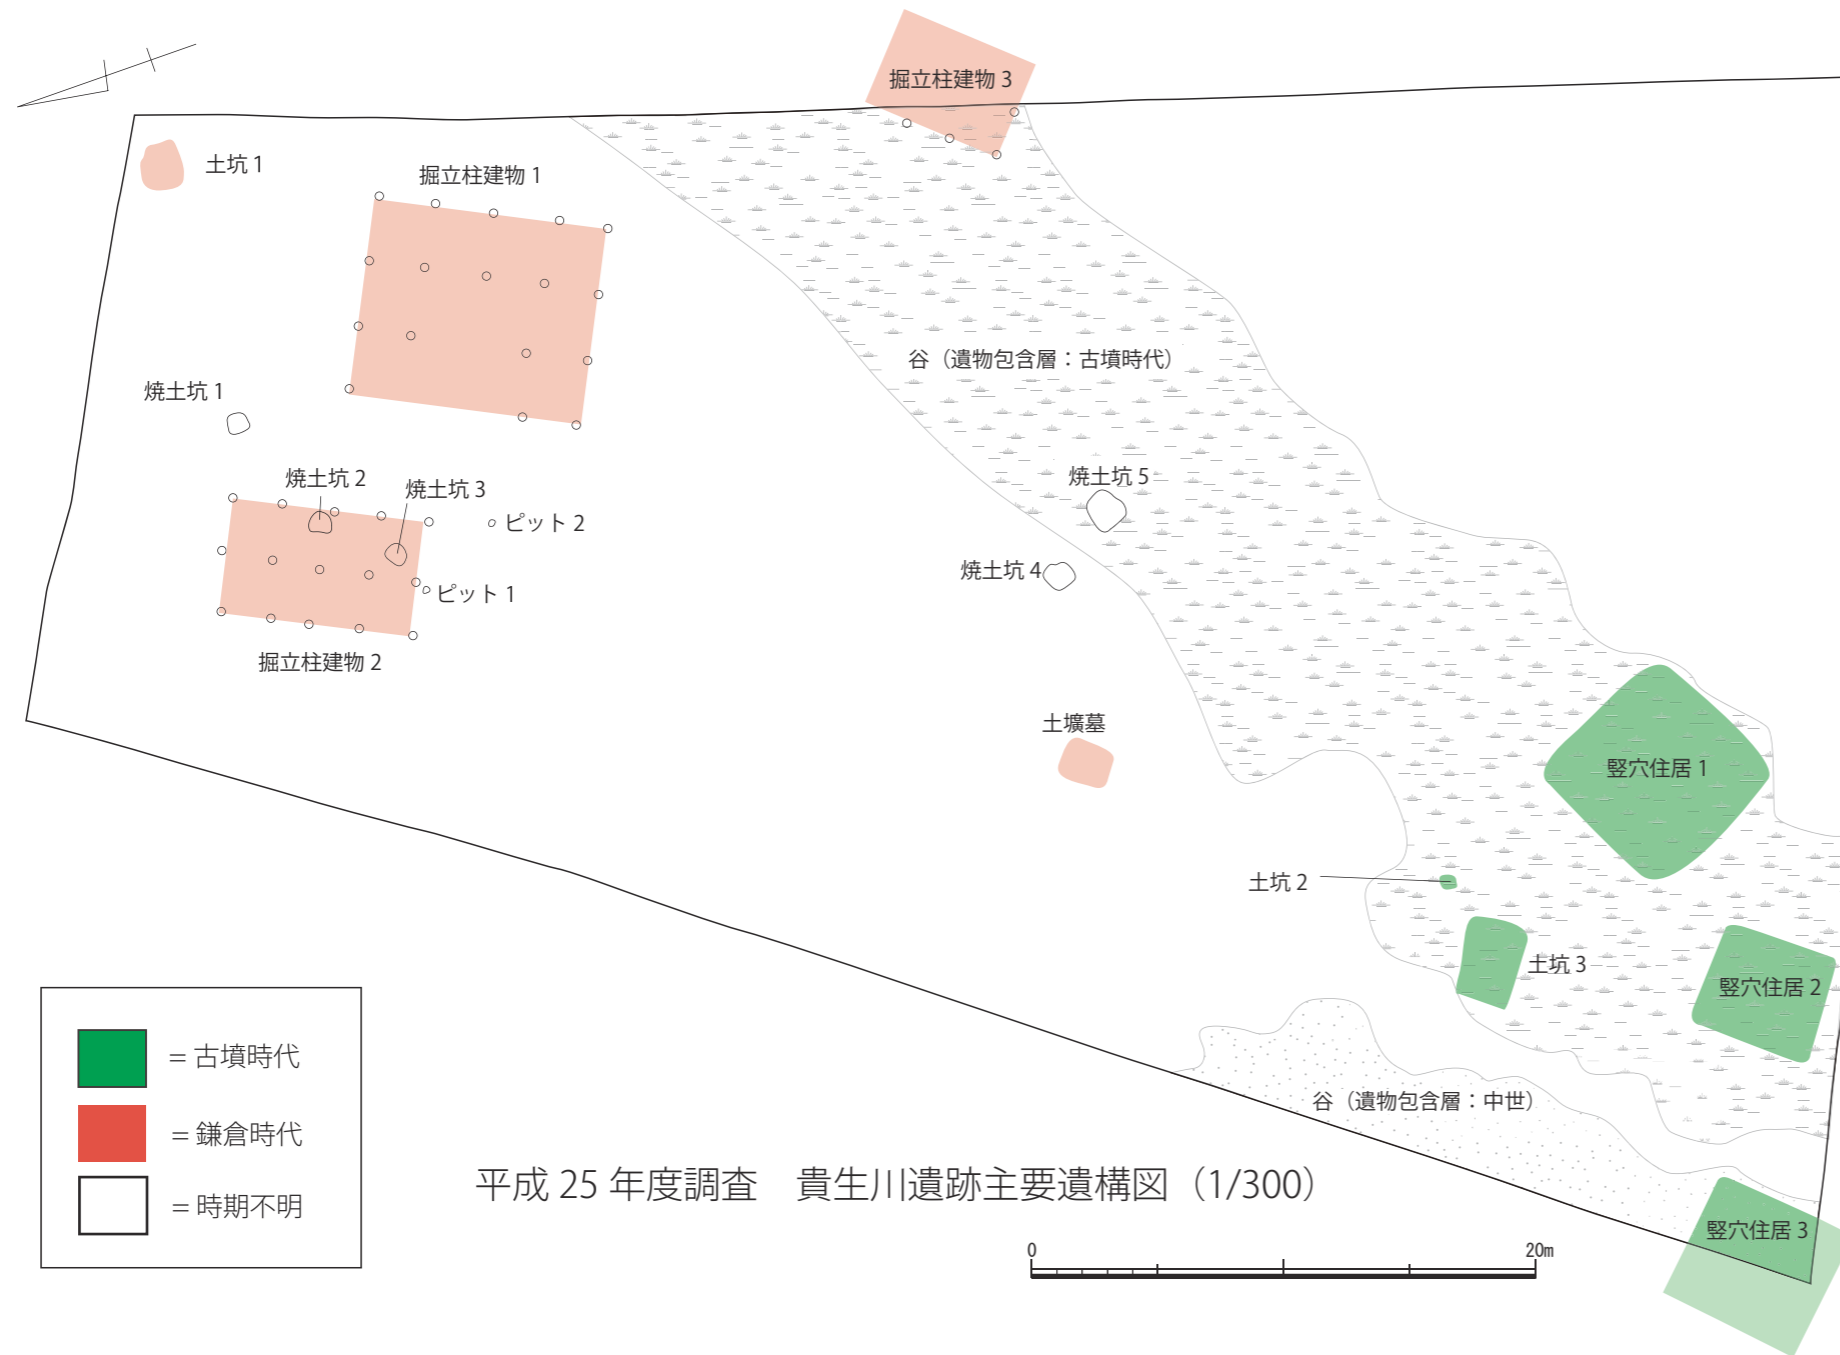 掘立柱建物 3
土坑 1
掘立柱建物 1
谷（遺物包含層：古墳時代）
焼土坑 1
焼土坑 2
焼土坑 3
焼土坑 5
ピット 2
焼土坑 4
ピット 1
掘立柱建物 2
土壙墓
竪穴住居 1
土坑 2
土坑 3
竪穴住居 2
= 古墳時代
谷（遺物包含層：中世）
= 鎌倉時代
平成 25 年度調査　貴生川遺跡主要遺構図（1/300）
= 時期不明
竪穴住居 3
0 20m